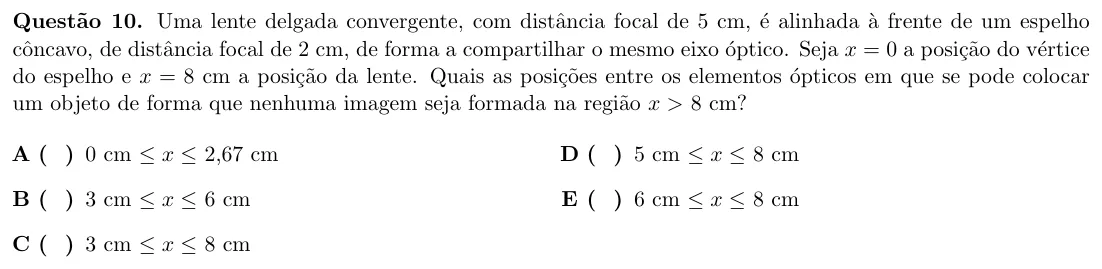 Questão 10. Uma lente delgada convergente, com distância focal de 5 cm, é alinhada à frente de um espelho
côncavo, de distância focal de 2 cm, de forma a compartilhar o mesmo eixo óptico. Seja x = 0 a posição do vértice
do espelho e x = 8 cm a posição da lente. Quais as posições entre os elementos ópticos em que se pode colocar
um objeto de forma que nenhuma imagem seja formada na região x > 8 cm?
A ( ) 0 cm ≤ x ≤ 2,67 cm
D ( ) 5 cm ≤ x ≤ 8 cm
B ( ) 3 cm ≤ x ≤ 6 cm
E ( ) 6 cm ≤ x ≤ 8 cm
C ( ) 3 cm ≤ x ≤ 8 cm